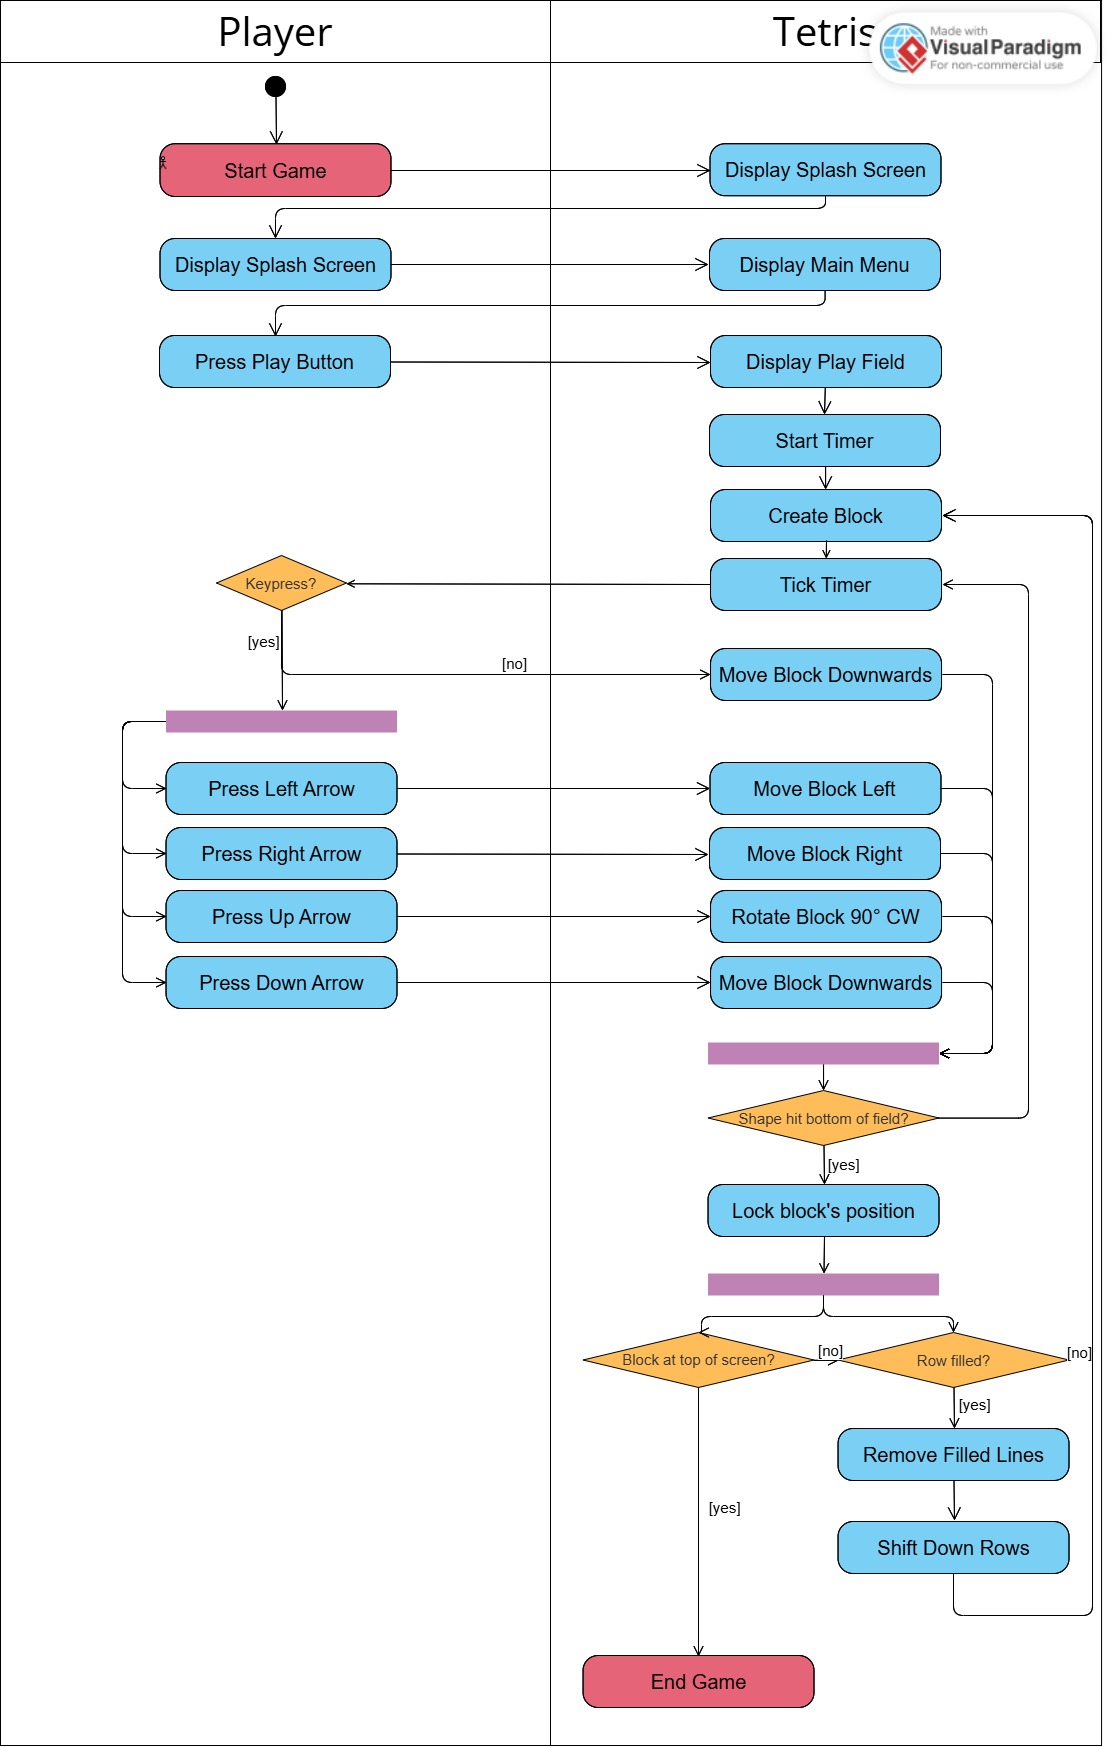 Player
Tetris
Made with
VisualParadigm
For non-commercial use
Start Game
Display Splash Screen
Display Splash Screen
Display Main Menu
Press Play Button
Display Play Field
Start Timer
Create Block
Keypress?
Tick Timer
[yes]
[no]
Move Block Downwards
Press Left Arrow
Move Block Left
Press Right Arrow
Move Block Right
Press Up Arrow
Rotate Block 90° CW
Press Down Arrow
Move Block Downwards
Shape hit bottom of field?
[yes]
Lock block's position
Block at top of screen?
[no]
Row filled?
[no]
[yes]
Remove Filled Lines
[yes]
Shift Down Rows
End Game